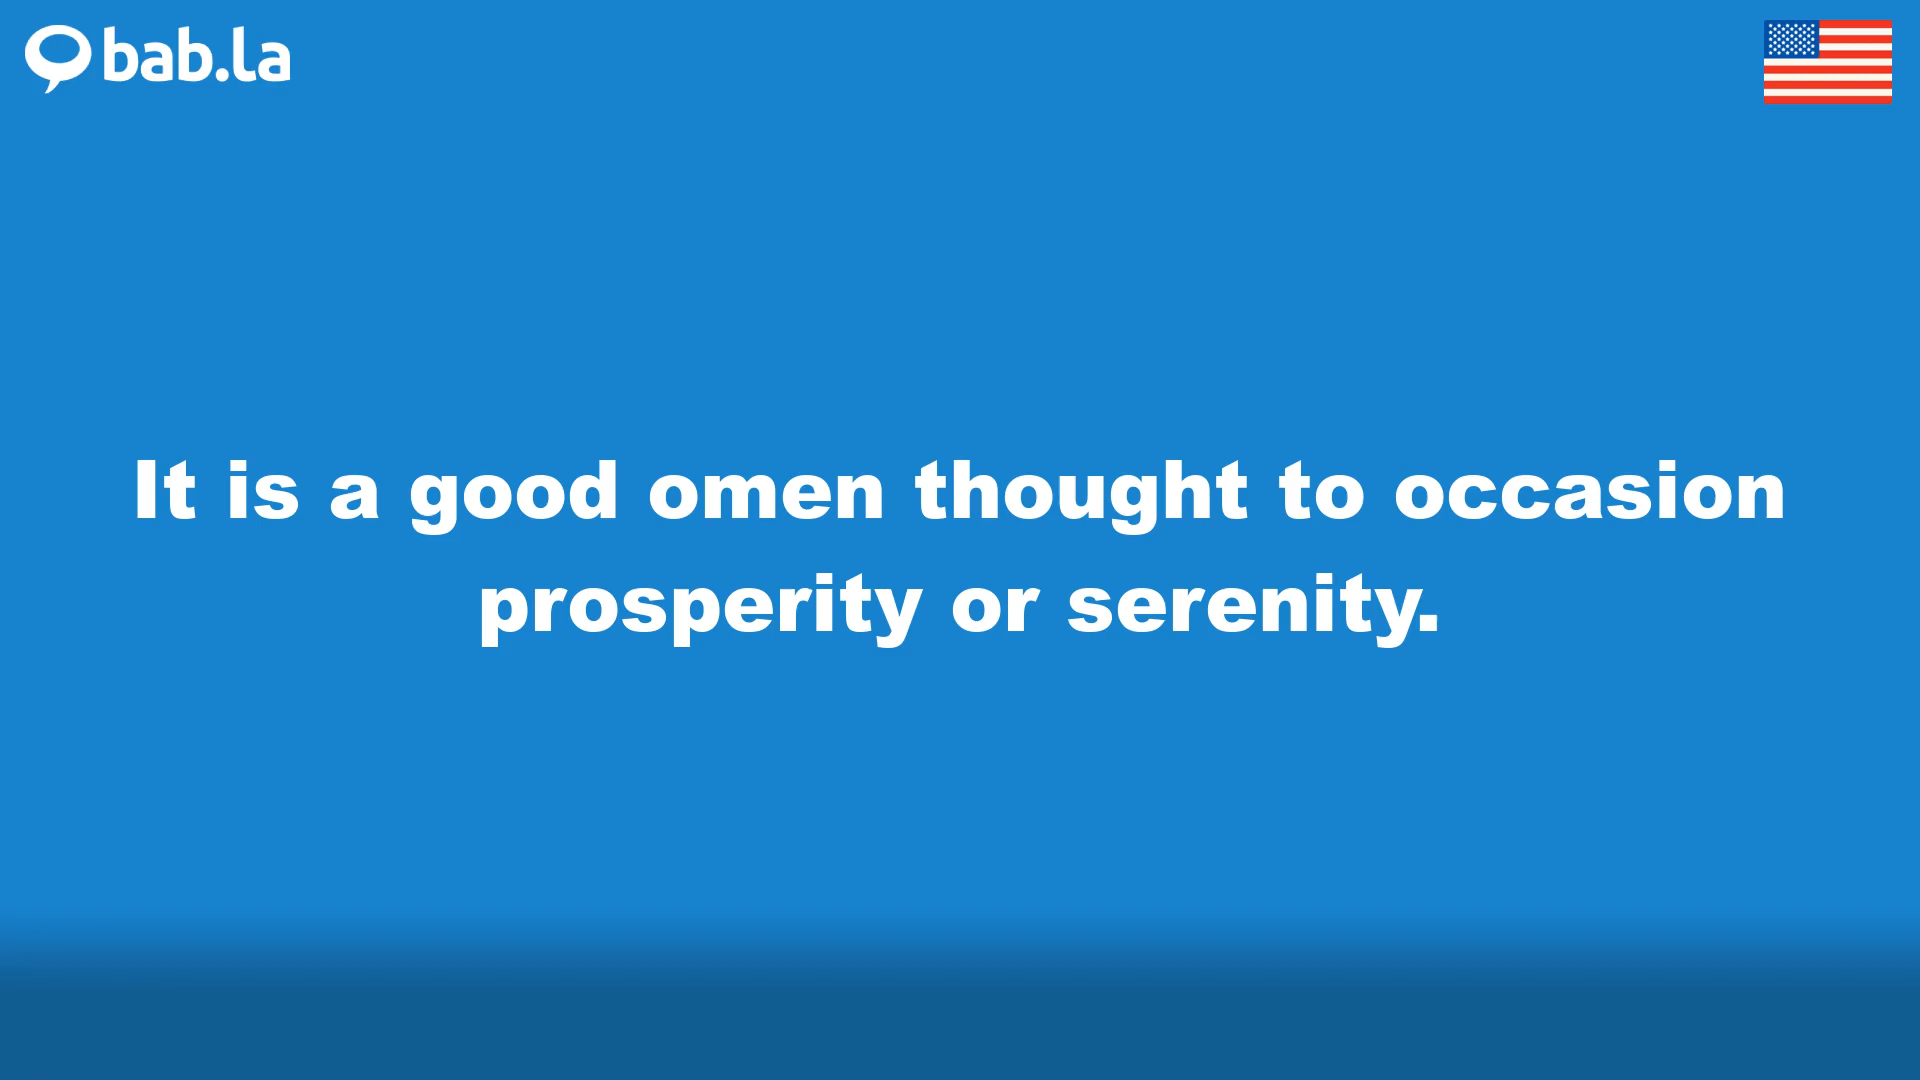 bab.la
It is a good omen thought to occasion
prosperity or serenity.